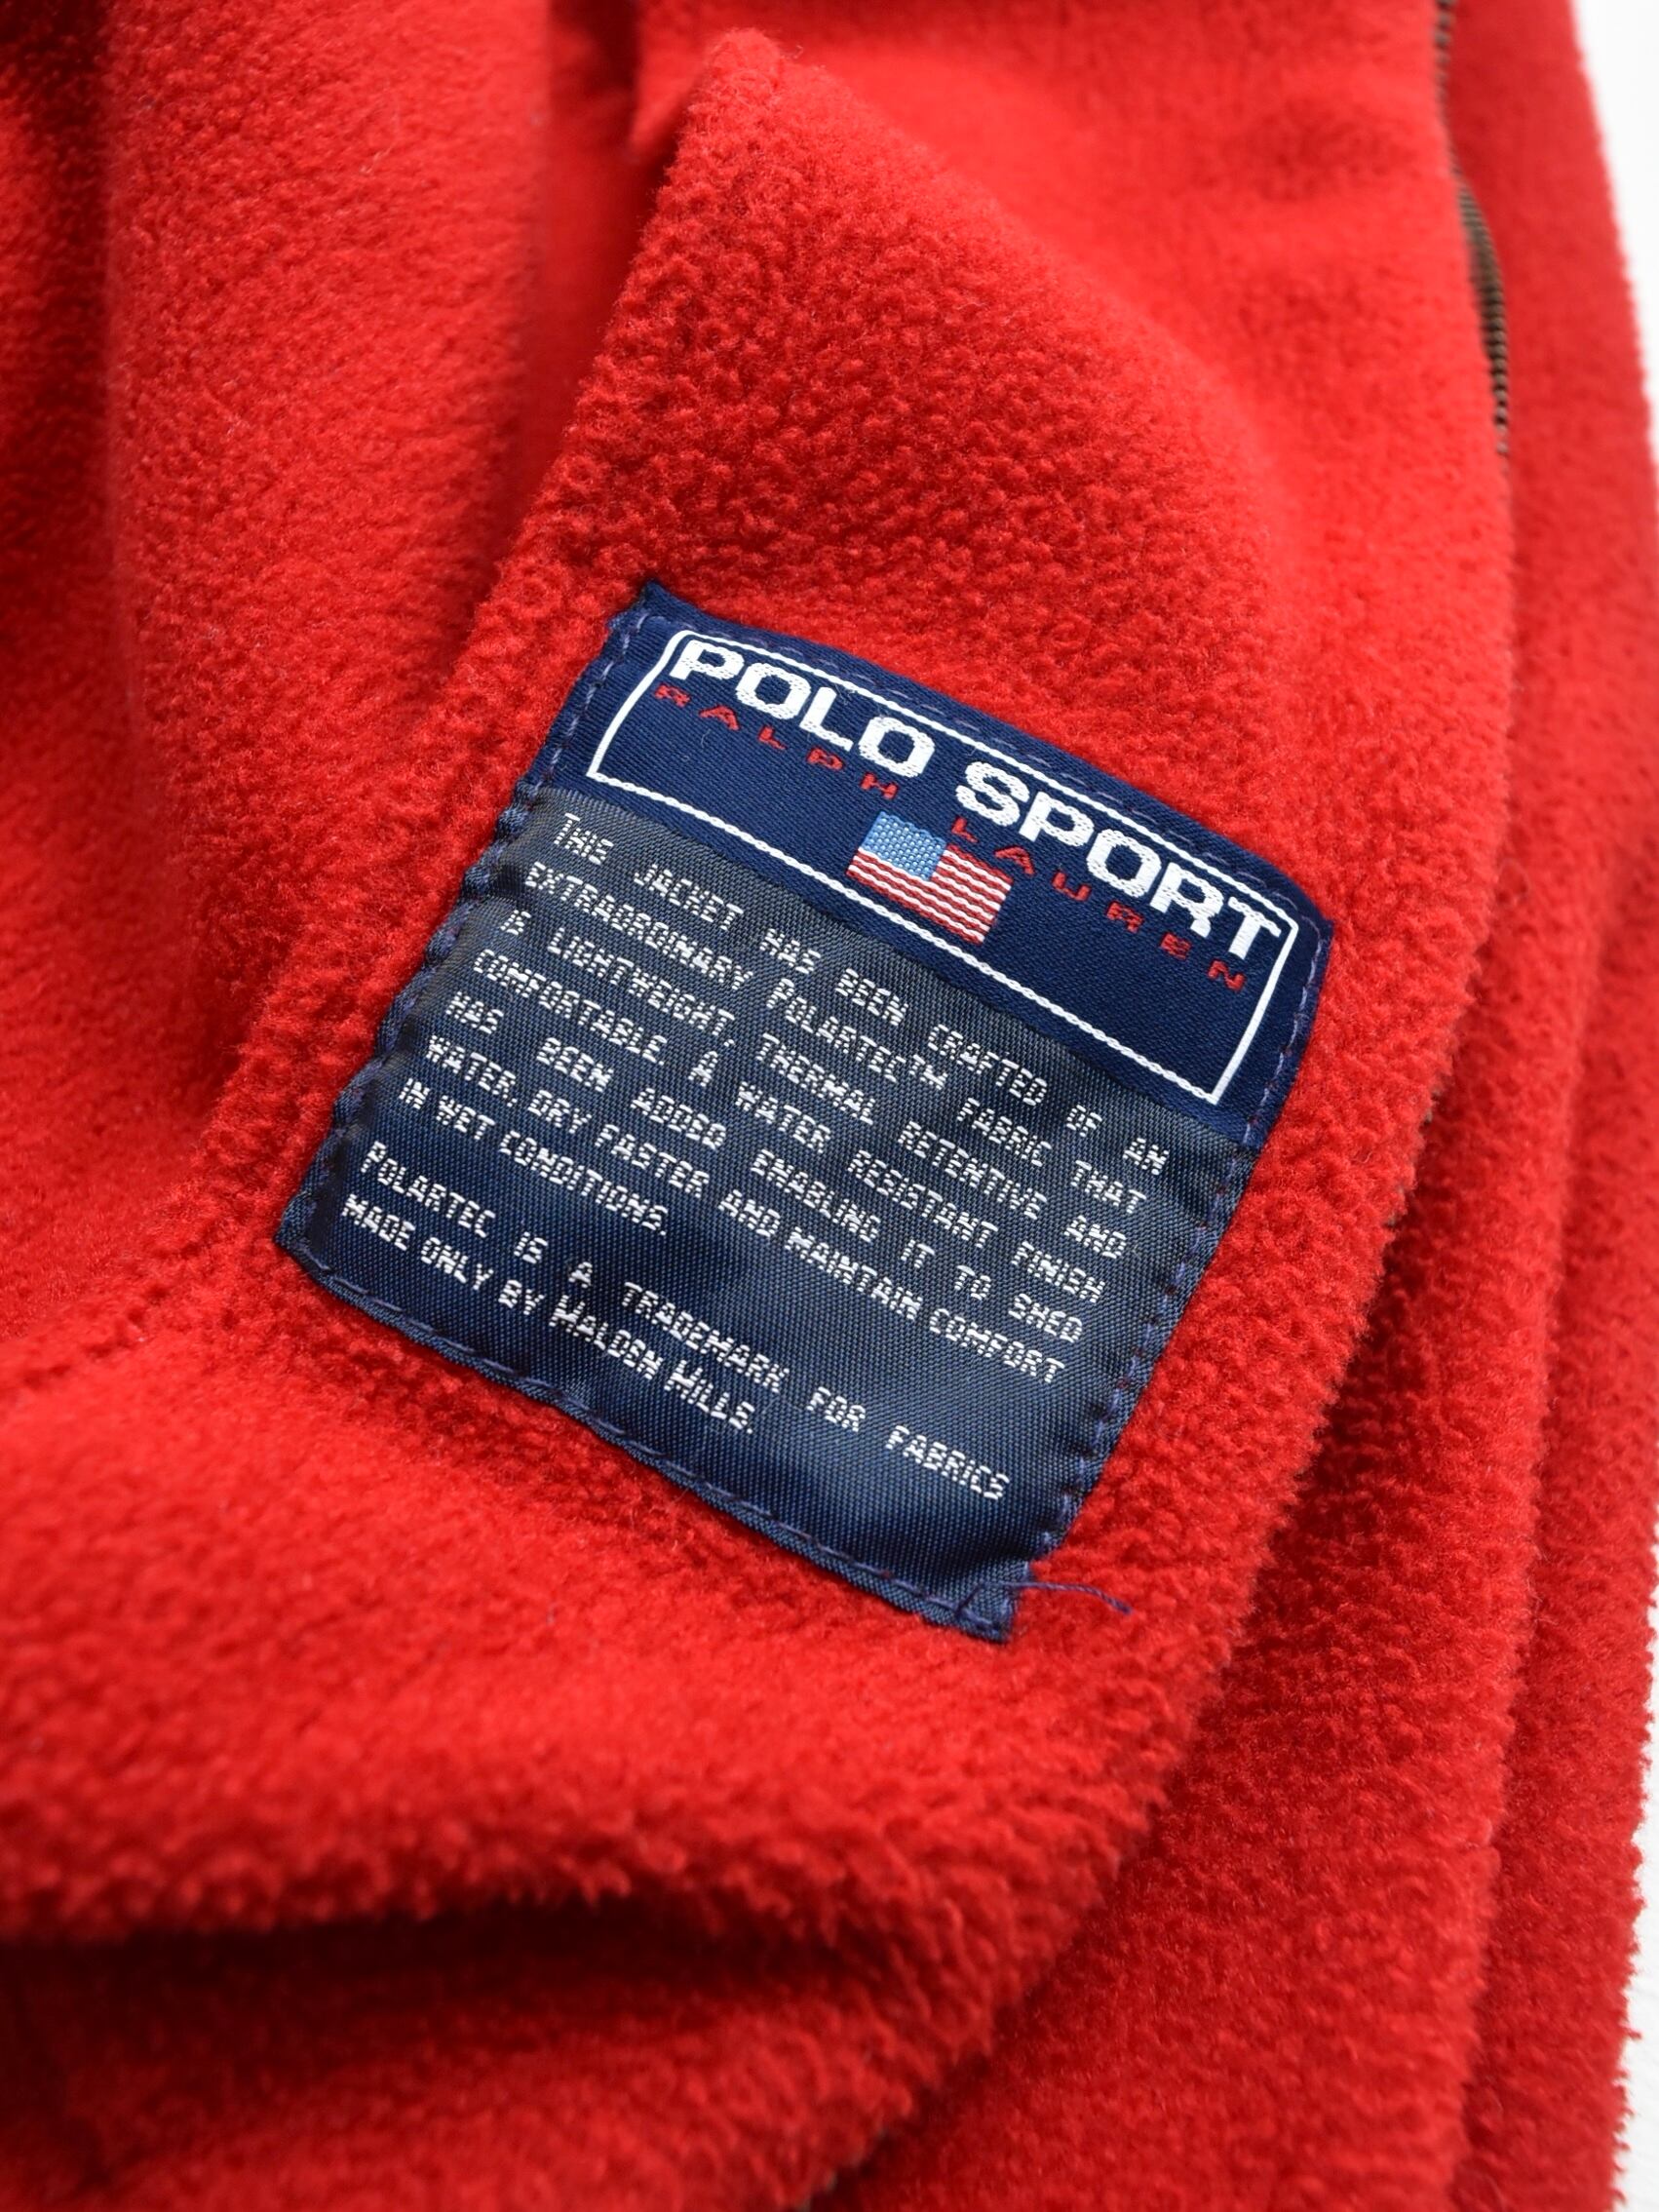 POLO SPORT
RALPH LAUREN
THIS JACKET HAS BEEN CRAFTED OF AN
EXTRAORDINARY POLARTEC™ FABRIC THAT
IS LIGHTWEIGHT, THERMAL RETENTIVE AND
COMFORTABLE. A WATER RESISTANT FINISH
HAS BEEN ADDED ENABLING IT TO SHED
WATER, DRY FASTER AND MAINTAIN COMFORT
IN WET CONDITIONS.
POLARTEC IS A TRADEMARK FOR FABRICS
MADE ONLY BY MALDEN MILLS.